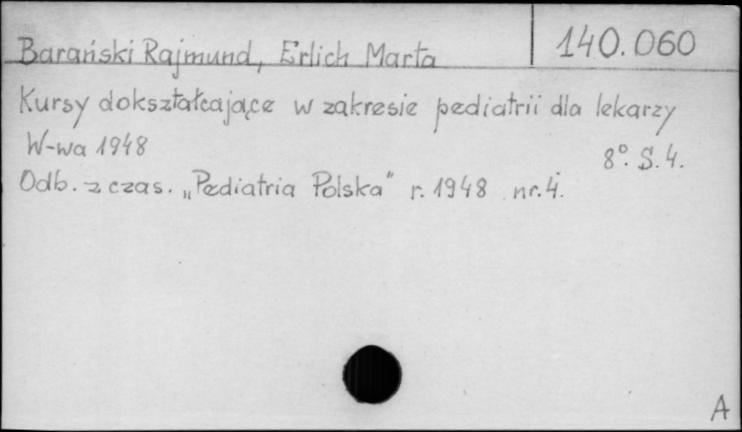 Barański Rajmund, Erlich Marta 140.060
Kursy dokształcające w zakresie pediatrii dla lekarzy
W-wa 1948 8°. S.4.
Odb. z czas. „Pediatria Polska" r. 1948 nr. 4.
A